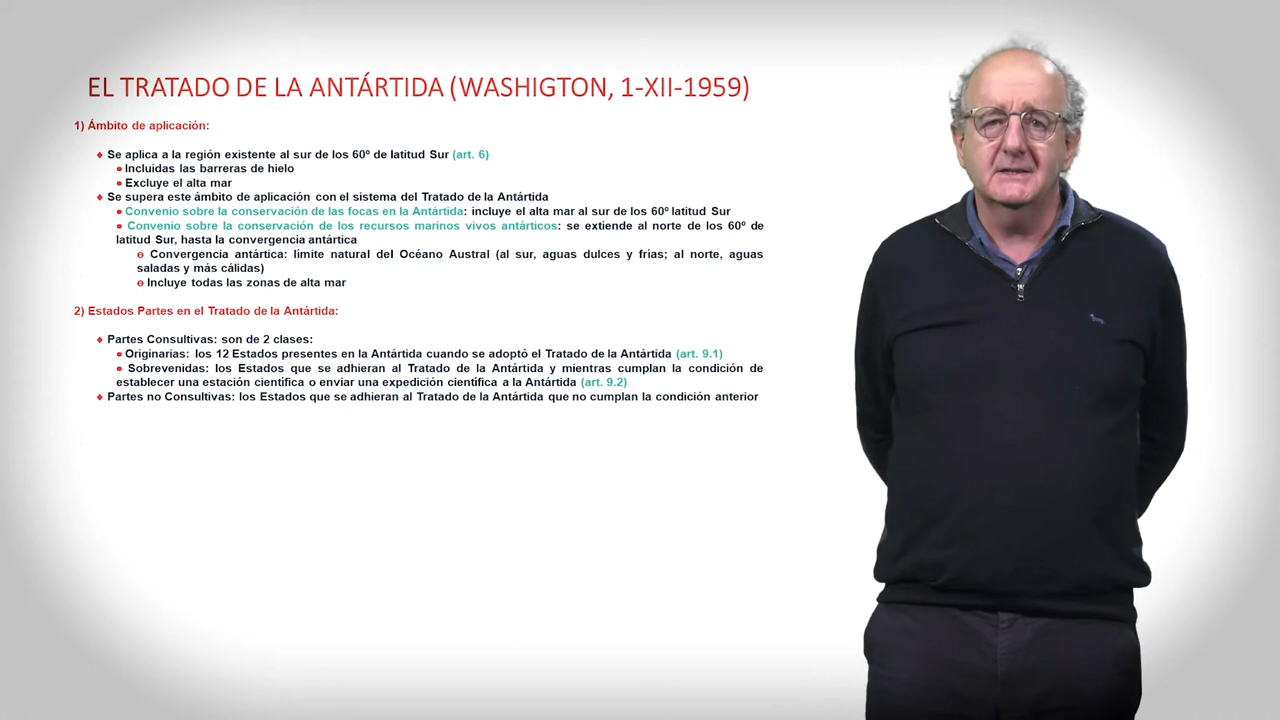 EL TRATADO DE LA ANTÁRTIDA (WASHIGTON, 1-XII-1959)
1) Ámbito de aplicación:
♦ Se aplica a la región existente al sur de los 60º de latitud Sur (art. 6)
● Incluidas las barreras de hielo
● Excluye el alta mar
♦ Se supera este ámbito de aplicación con el sistema del Tratado de la Antártida
● Convenio sobre la conservación de las focas en la Antártida: incluye el alta mar al sur de los 60º latitud Sur
● Convenio sobre la conservación de los recursos marinos vivos antárticos: se extiende al norte de los 60º de
latitud Sur, hasta la convergencia antártica
⊖ Convergencia antártica: límite natural del Océano Austral (al sur, aguas dulces y frías; al norte, aguas
saladas y más cálidas)
⊖ Incluye todas las zonas de alta mar
2) Estados Partes en el Tratado de la Antártida:
♦ Partes Consultivas: son de 2 clases:
● Originarias: los 12 Estados presentes en la Antártida cuando se adoptó el Tratado de la Antártida (art. 9.1)
● Sobrevenidas: los Estados que se adhieran al Tratado de la Antártida y mientras cumplan la condición de
establecer una estación científica o enviar una expedición científica a la Antártida (art. 9.2)
♦ Partes no Consultivas: los Estados que se adhieran al Tratado de la Antártida que no cumplan la condición anterior